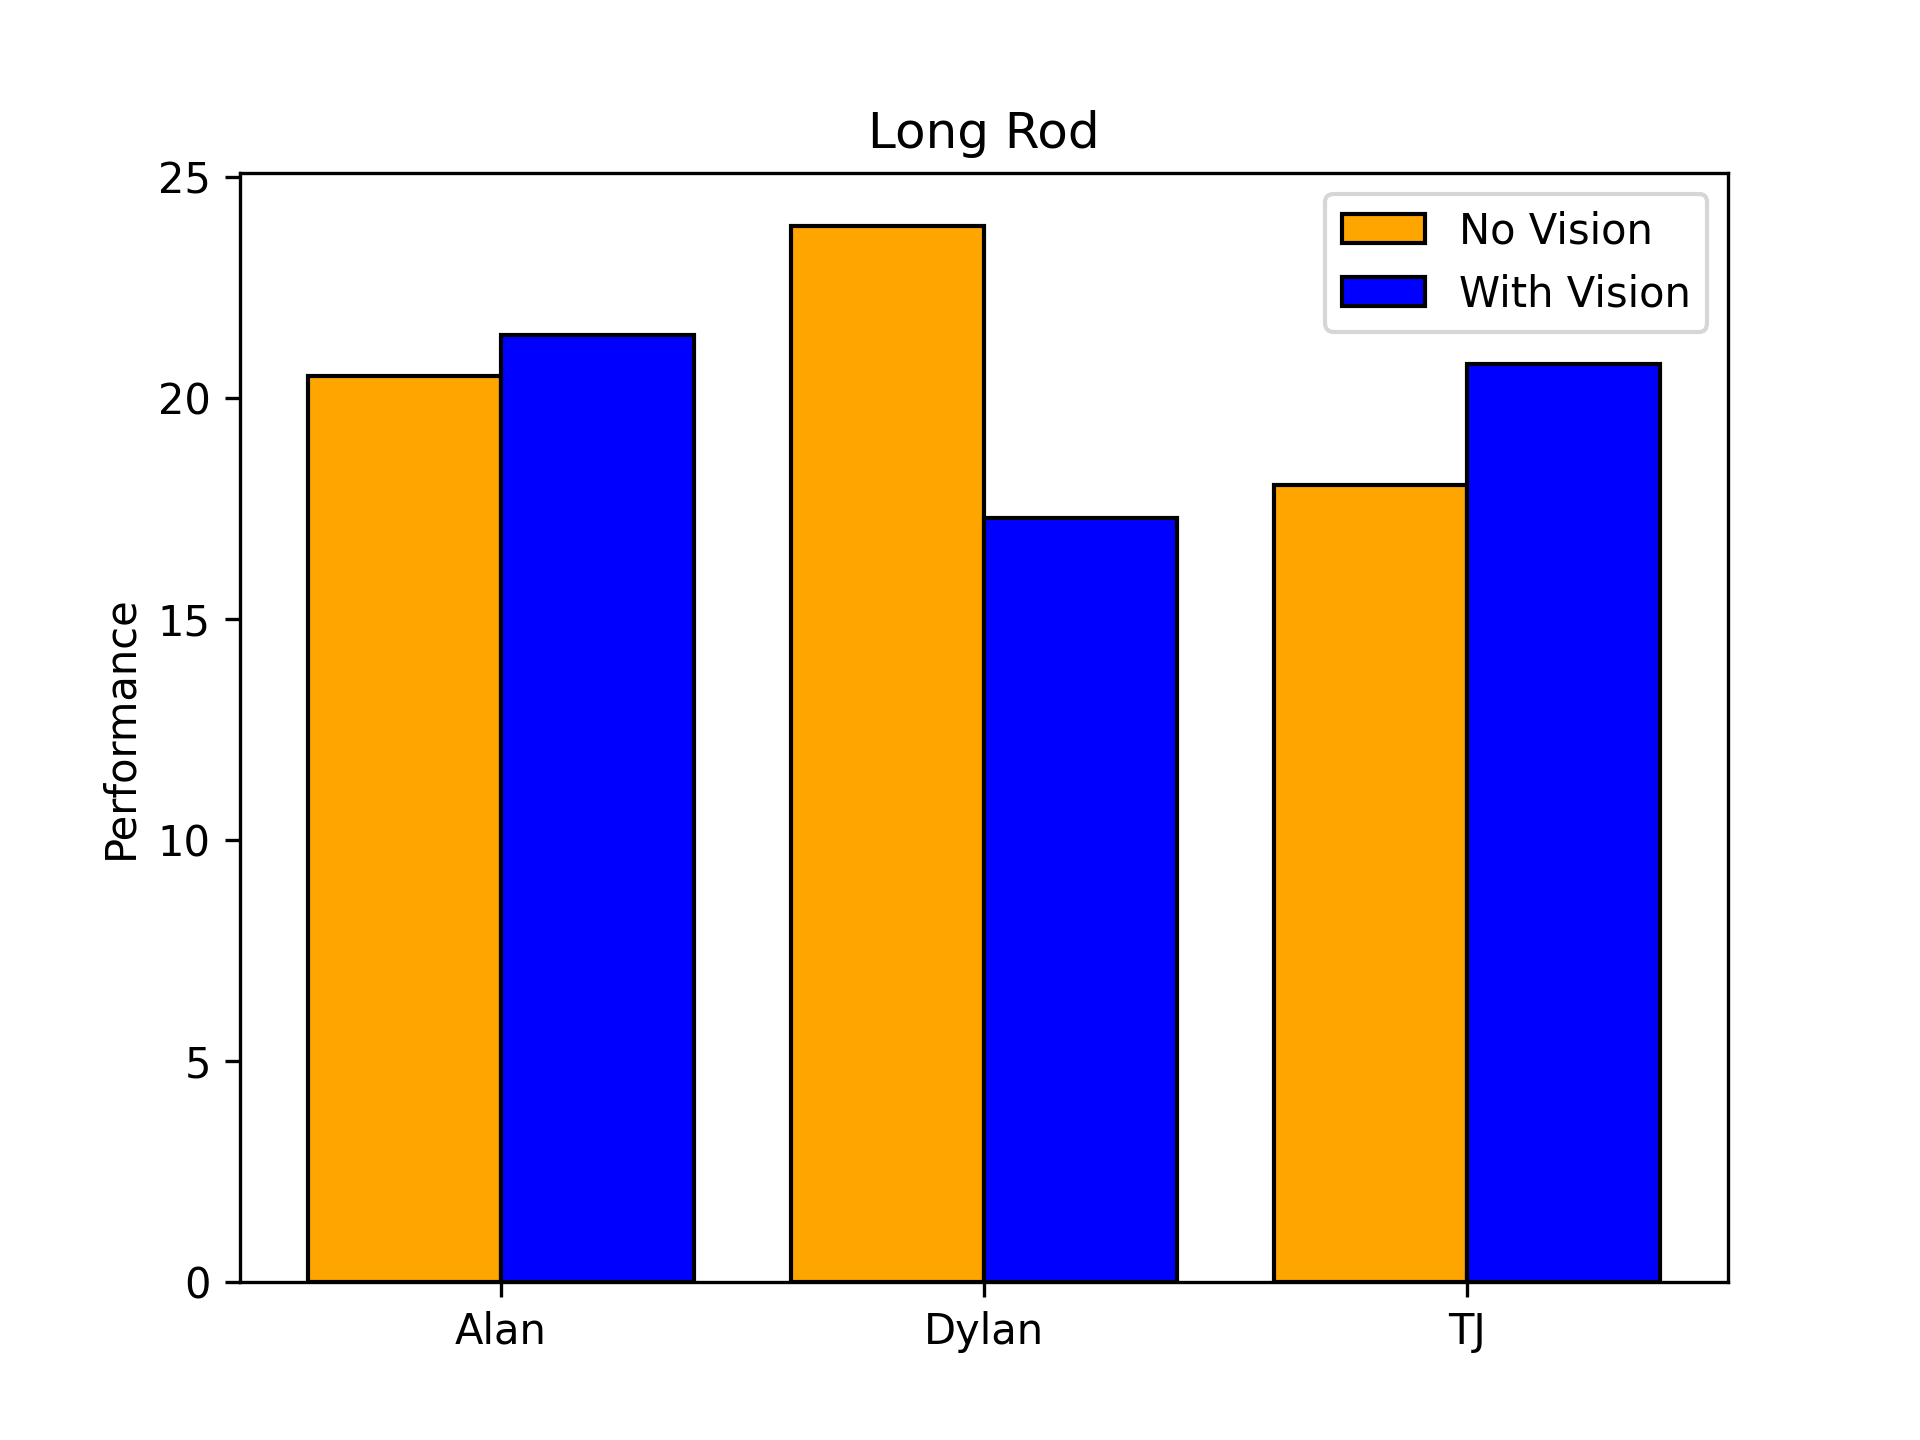 Long Rod
25
20
15
10
5
0
Performance
No Vision
With Vision
Alan
Dylan
TJ